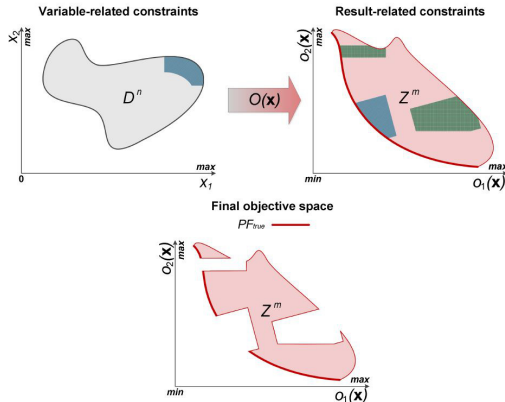 Variable-related constraints
Result-related constraints
X2
max
D^n
0
max
X1
O(x)
O2(x)
max
Z^m
min
max
O1(x)
Final objective space
PFtrue
O2(x)
max
Z^m
min
max
O1(x)